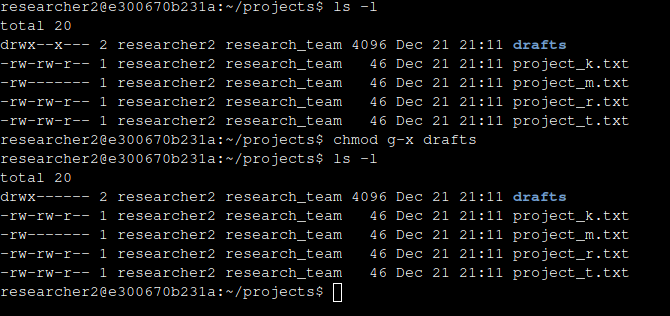 researcher2@e300670b231a:~/projects$ ls -l
total 20
drwx--x--- 2 researcher2 research_team 4096 Dec 21 21:11 drafts
-rw-rw-r-- 1 researcher2 research_team   46 Dec 21 21:11 project_k.txt
-rw------- 1 researcher2 research_team   46 Dec 21 21:11 project_m.txt
-rw-rw-r-- 1 researcher2 research_team   46 Dec 21 21:11 project_r.txt
-rw-rw-r-- 1 researcher2 research_team   46 Dec 21 21:11 project_t.txt
researcher2@e300670b231a:~/projects$ chmod g-x drafts
researcher2@e300670b231a:~/projects$ ls -l
total 20
drwx------ 2 researcher2 research_team 4096 Dec 21 21:11 drafts
-rw-rw-r-- 1 researcher2 research_team   46 Dec 21 21:11 project_k.txt
-rw------- 1 researcher2 research_team   46 Dec 21 21:11 project_m.txt
-rw-rw-r-- 1 researcher2 research_team   46 Dec 21 21:11 project_r.txt
-rw-rw-r-- 1 researcher2 research_team   46 Dec 21 21:11 project_t.txt
researcher2@e300670b231a:~/projects$